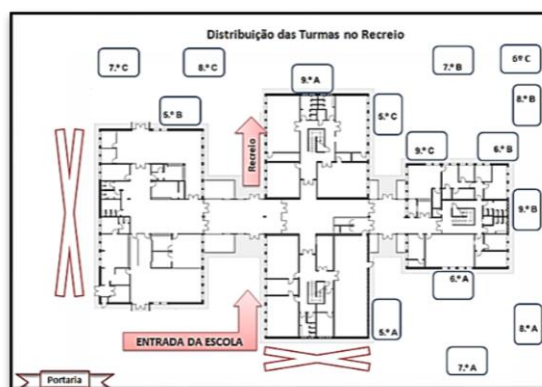 Distribuição das Turmas no Recreio
7.º C
8.º C
9.º A
7.º B
6º C
5.º B
5.º C
8.º B
9.º C
6.º B
Recreio
9.º B
6.º A
ENTRADA DA ESCOLA
5.º A
8.º A
7.º A
Portaria